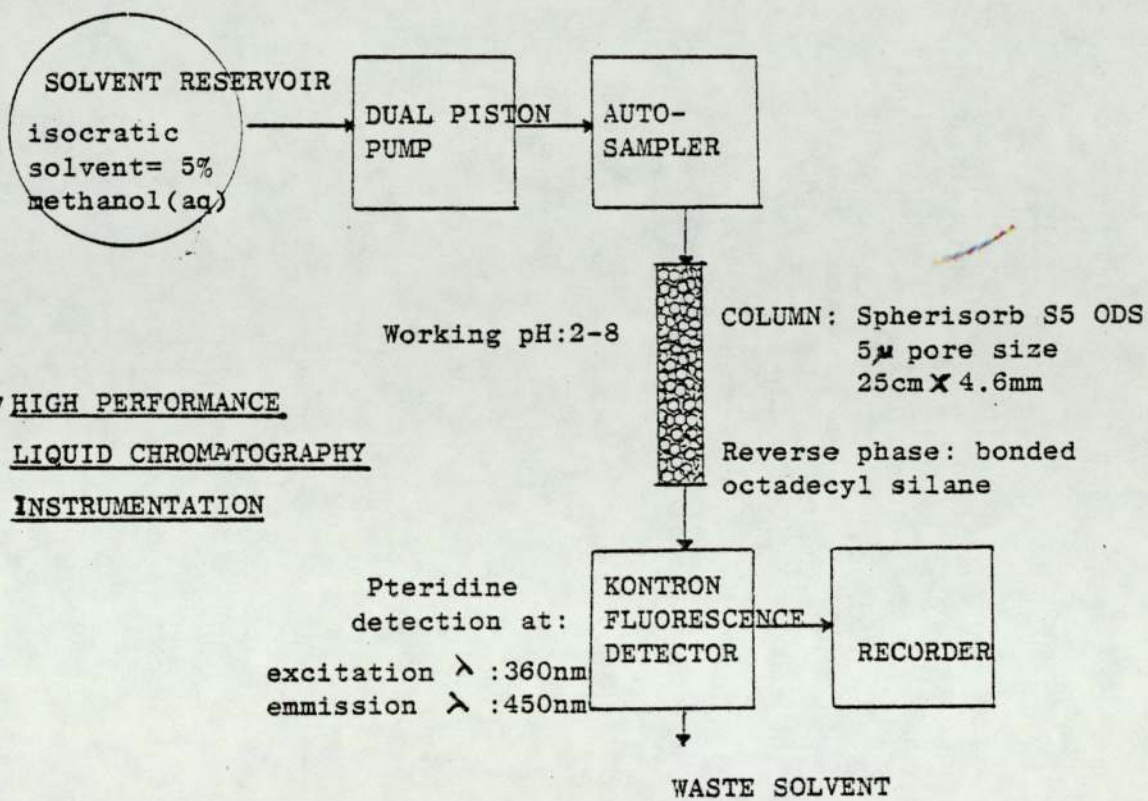 SOLVENT RESERVOIR
isocratic
solvent= 5%
methanol(aq)
DUAL PISTON
PUMP
AUTO-
SAMPLER
Working pH:2-8
COLUMN: Spherisorb S5 ODS
5μ pore size
25cm X 4.6mm
Reverse phase: bonded
octadecyl silane
HIGH PERFORMANCE
LIQUID CHROMATOGRAPHY
INSTRUMENTATION
Pteridine
detection at:
excitation λ :360nm
emmission λ :450nm
KONTRON
FLUORESCENCE
DETECTOR
RECORDER
WASTE SOLVENT